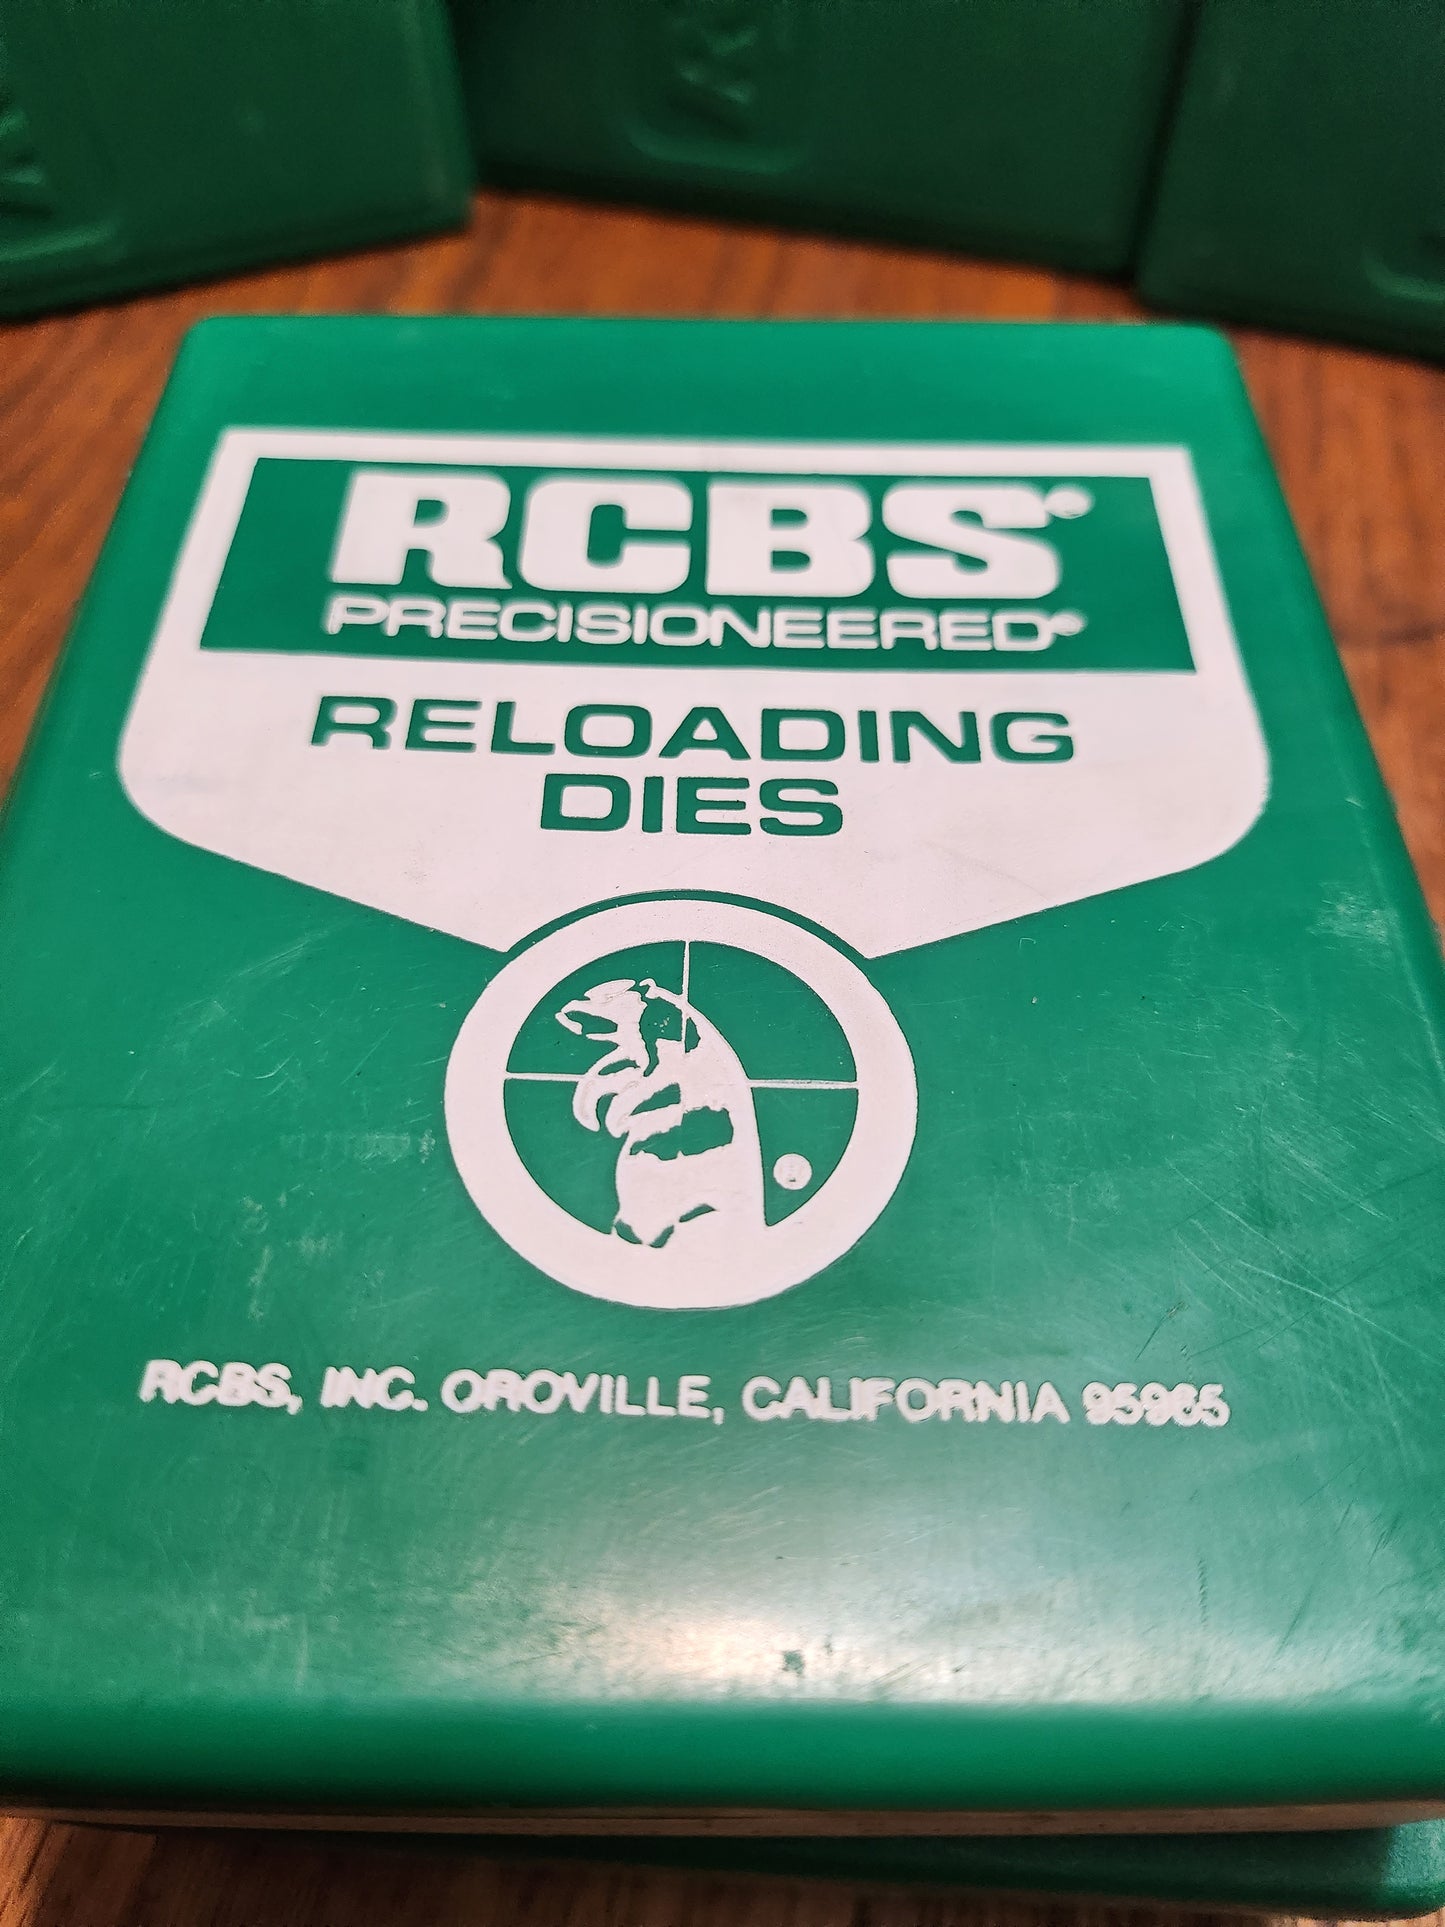 RCBS®
PRECISIONEERED®
RELOADING
DIES
®
RCBS, INC. OROVILLE, CALIFORNIA 95965